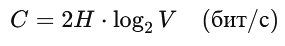 C = 2H · log₂ V (бит/с)